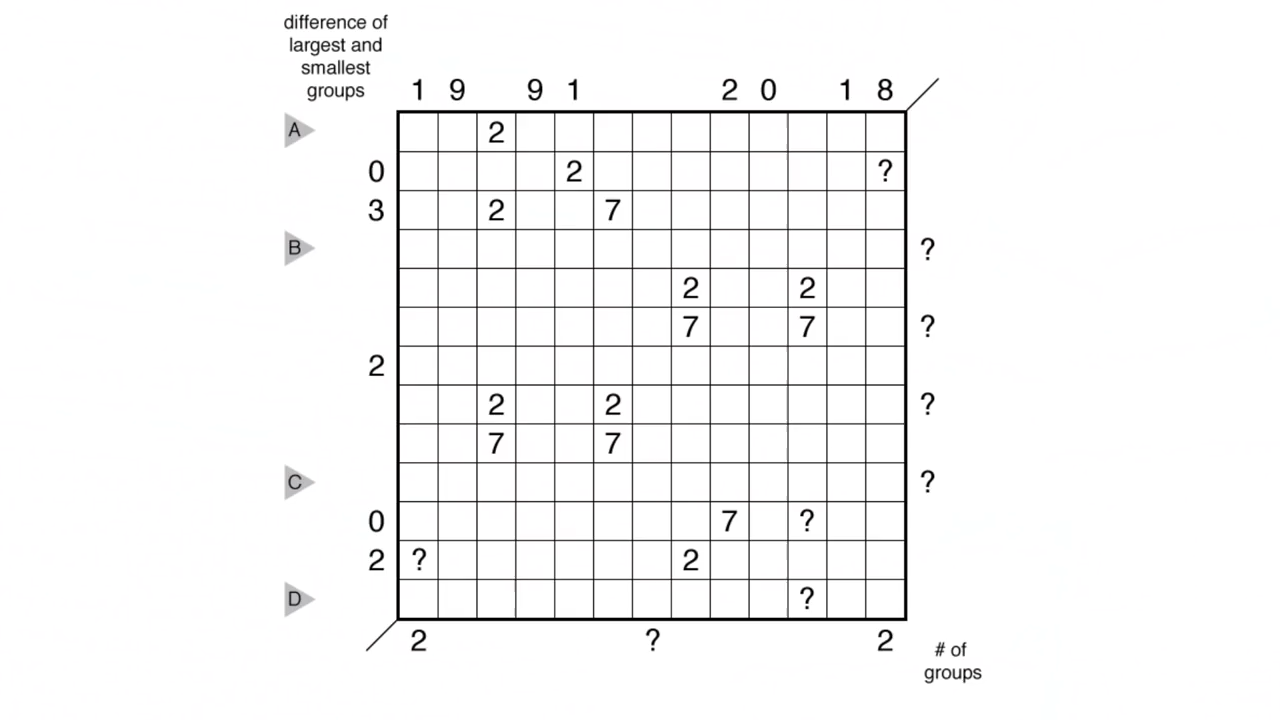 difference of
largest and
smallest
groups
1 9 9 1 2 0 1 8
A 2
0 2 ?
3 2 7
B ?
2 2
7 7 ?
2
2 2 ?
7 7
C ?
0 7 ?
2 ? 2
D ?
2 ? 2
# of
groups